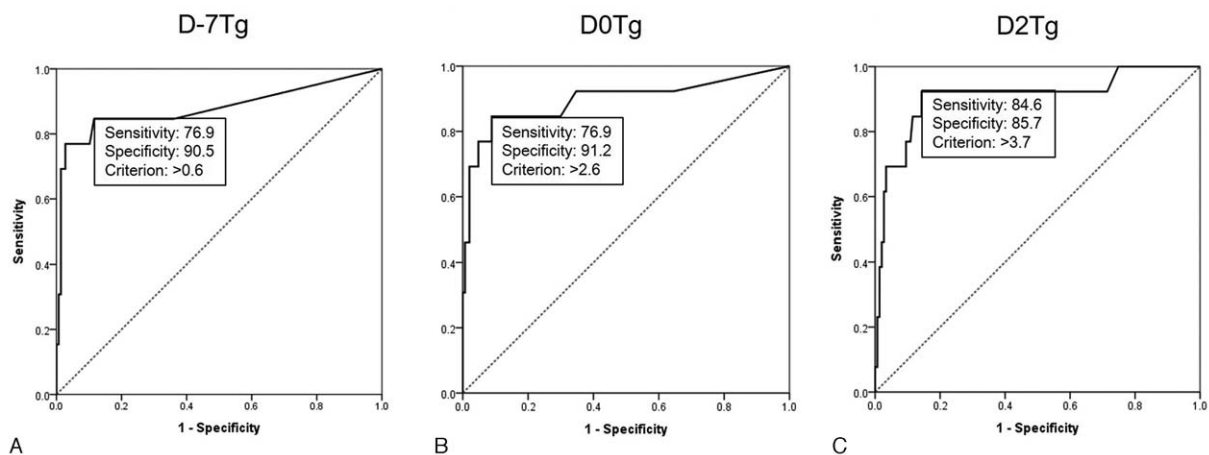 D-7Tg
1.0
0.8
0.6
0.4
0.2
0.0
Sensitivity
Sensitivity: 76.9
Specificity: 90.5
Criterion: >0.6
0.0 0.2 0.4 0.6 0.8 1.0
1 - Specificity
A
D0Tg
1.0
0.8
0.6
0.4
0.2
0.0
Sensitivity
Sensitivity: 76.9
Specificity: 91.2
Criterion: >2.6
0.0 0.2 0.4 0.6 0.8 1.0
1 - Specificity
B
D2Tg
1.0
0.8
0.6
0.4
0.2
0.0
Sensitivity
Sensitivity: 84.6
Specificity: 85.7
Criterion: >3.7
0.0 0.2 0.4 0.6 0.8 1.0
1 - Specificity
C